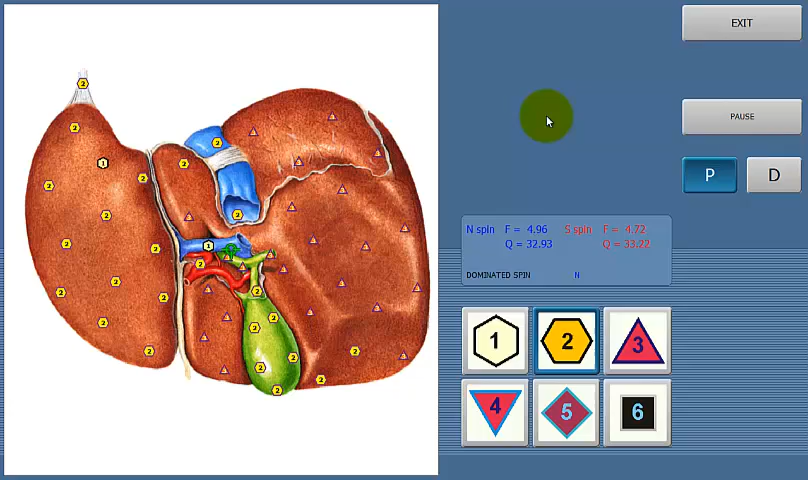 EXIT
PAUSE
P D
N spin F = 4.96 S spin F = 4.72
Q = 32.93 Q = 33.22
DOMINATED SPIN N
1 2 3
4 5 6